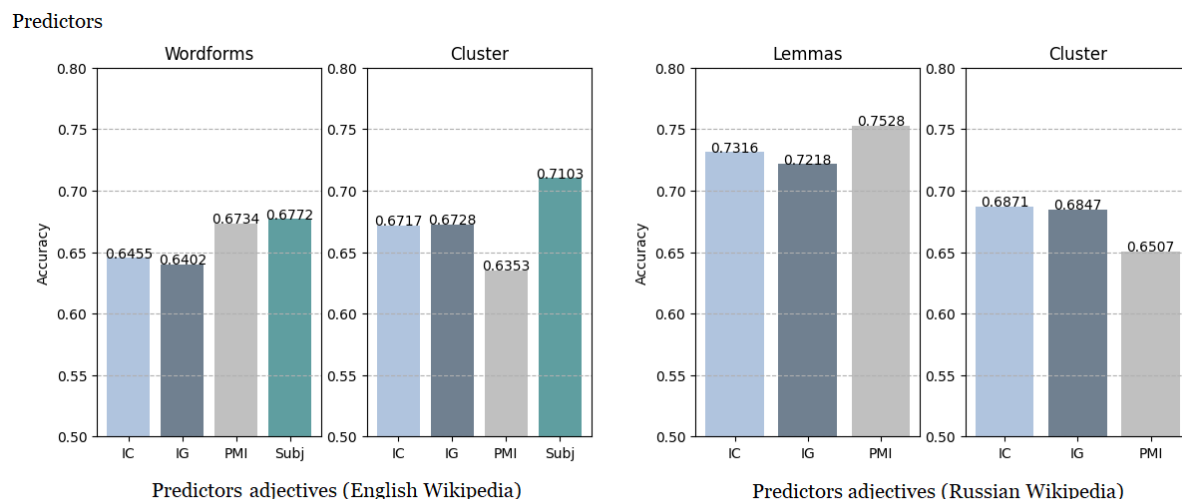 Predictors
Wordforms
Cluster
Lemmas
Cluster
0.80
0.75
0.70
0.65
0.60
0.55
0.50
Accuracy
0.6455
0.6402
0.6734
0.6772
IC
IG
PMI
Subj
0.80
0.75
0.70
0.65
0.60
0.55
0.50
0.6717
0.6728
0.6353
0.7103
IC
IG
PMI
Subj
0.80
0.75
0.70
0.65
0.60
0.55
0.50
Accuracy
0.7316
0.7218
0.7528
IC
IG
PMI
0.80
0.75
0.70
0.65
0.60
0.55
0.50
0.6871
0.6847
0.6507
IC
IG
PMI
Predictors adjectives (English Wikipedia)
Predictors adjectives (Russian Wikipedia)